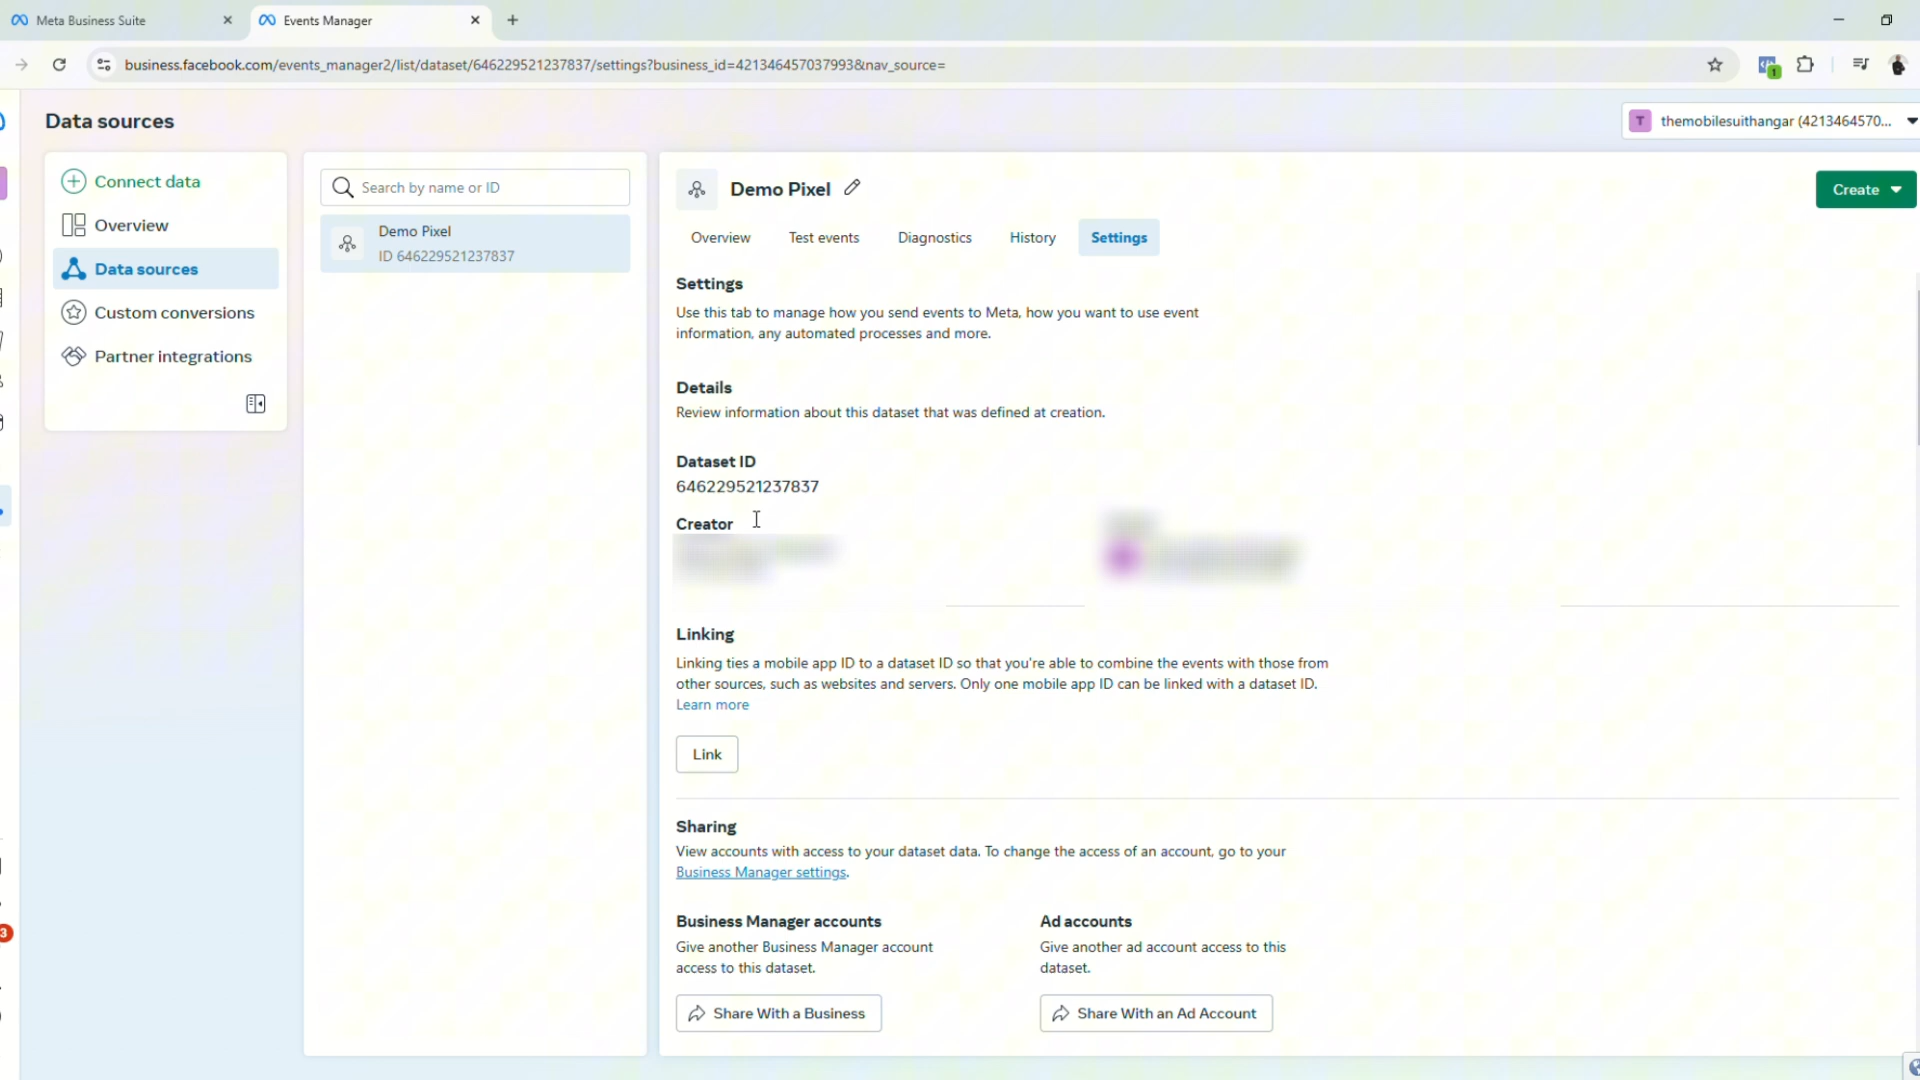 Meta Business Suite
Events Manager
business.facebook.com/events_manager2/list/dataset/646229521237837/settings?business_id=421346457037993&nav_source=
1
Data sources
T
themobilesuithangar (4213464570...
Connect data
Overview
Data sources
Custom conversions
Partner integrations
Search by name or ID
Demo Pixel
ID 646229521237837
Demo Pixel
Create
Overview
Test events
Diagnostics
History
Settings
Settings
Use this tab to manage how you send events to Meta, how you want to use event
information, any automated processes and more.
Details
Review information about this dataset that was defined at creation.
Dataset ID
646229521237837
Creator
Linking
Linking ties a mobile app ID to a dataset ID so that you're able to combine the events with those from
other sources, such as websites and servers. Only one mobile app ID can be linked with a dataset ID.
Learn more
Link
Sharing
View accounts with access to your dataset data. To change the access of an account, go to your
Business Manager settings.
Business Manager accounts
Give another Business Manager account
access to this dataset.
Share With a Business
Ad accounts
Give another ad account access to this
dataset.
Share With an Ad Account
3